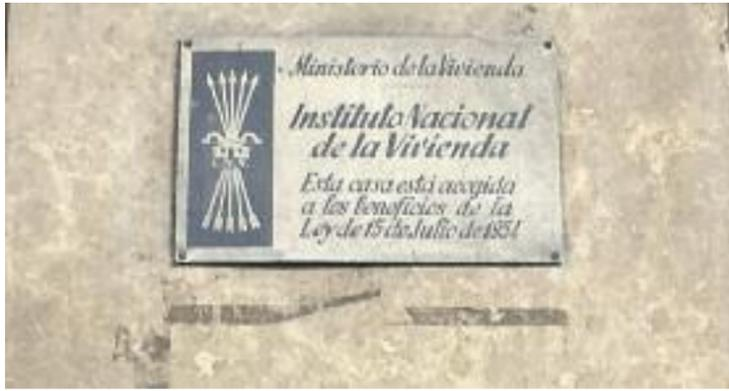 Ministerio de la Vivienda
Instituto Nacional
de la Vivienda
Esta casa está acogida
a los beneficios de la
Ley de 15 de Julio de 1954